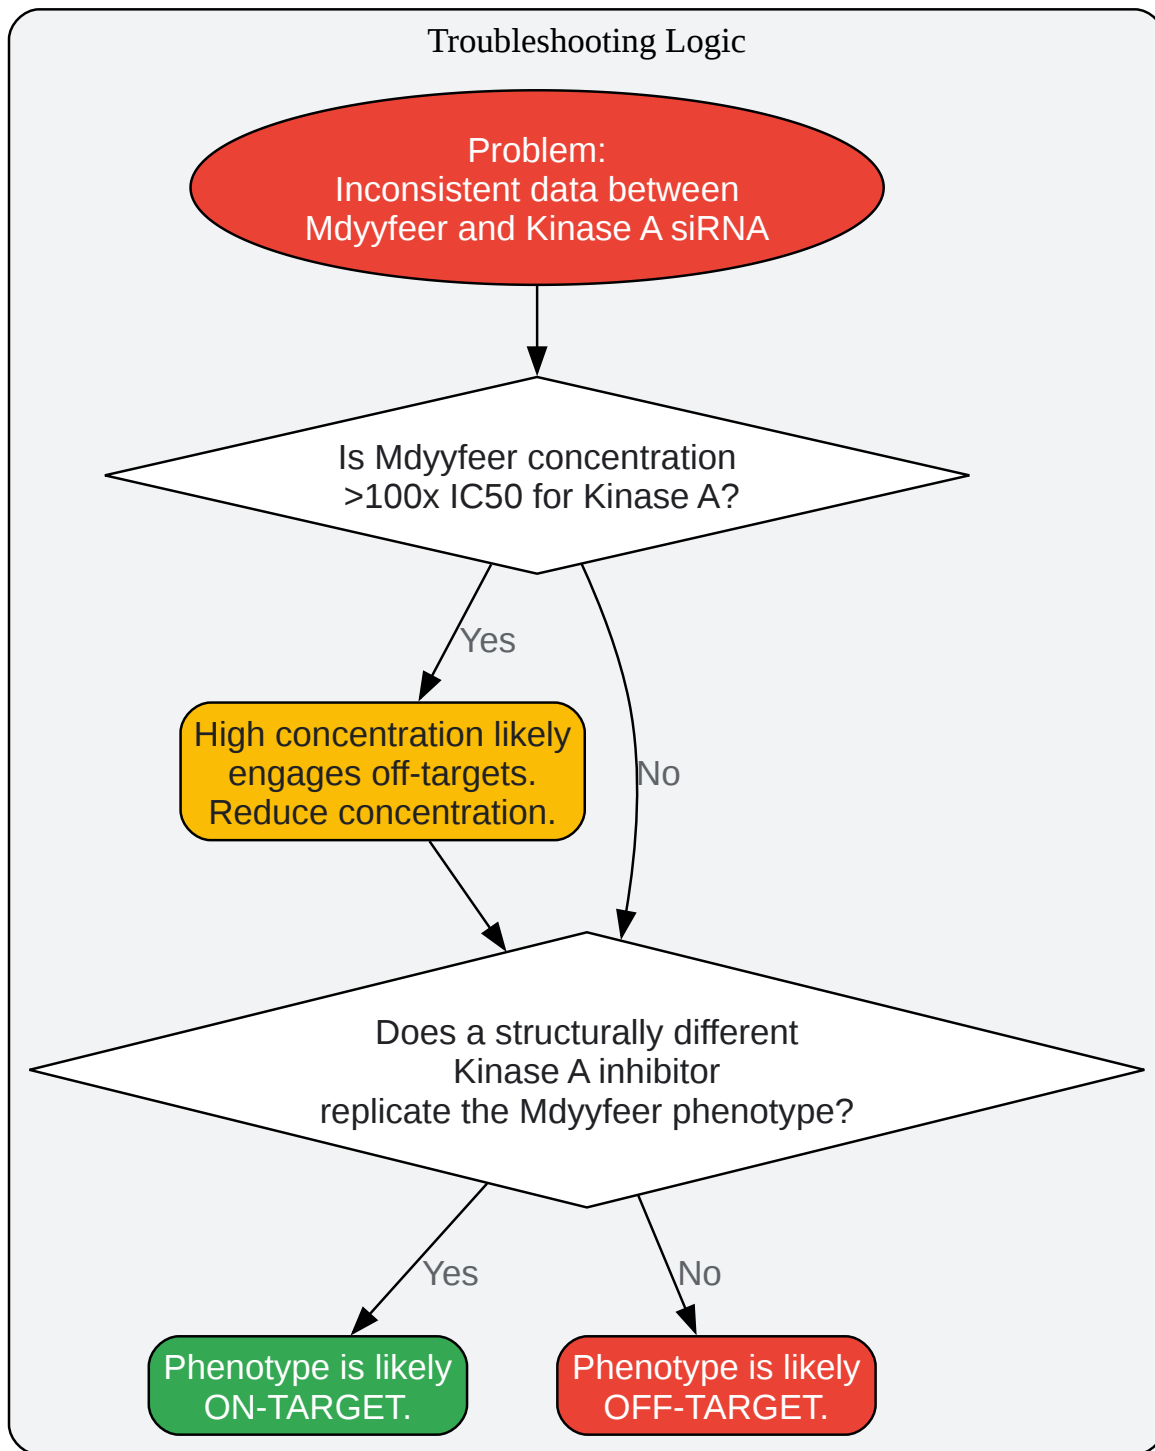 Troubleshooting Logic
Problem:
Inconsistent data between
Mdyyfeer and Kinase A siRNA
Is Mdyyfeer concentration
>100x IC50 for Kinase A?
Yes
High concentration likely
engages off-targets.
Reduce concentration.
No
Does a structurally different
Kinase A inhibitor
replicate the Mdyyfeer phenotype?
Yes
No
Phenotype is likely
ON-TARGET.
Phenotype is likely
OFF-TARGET.